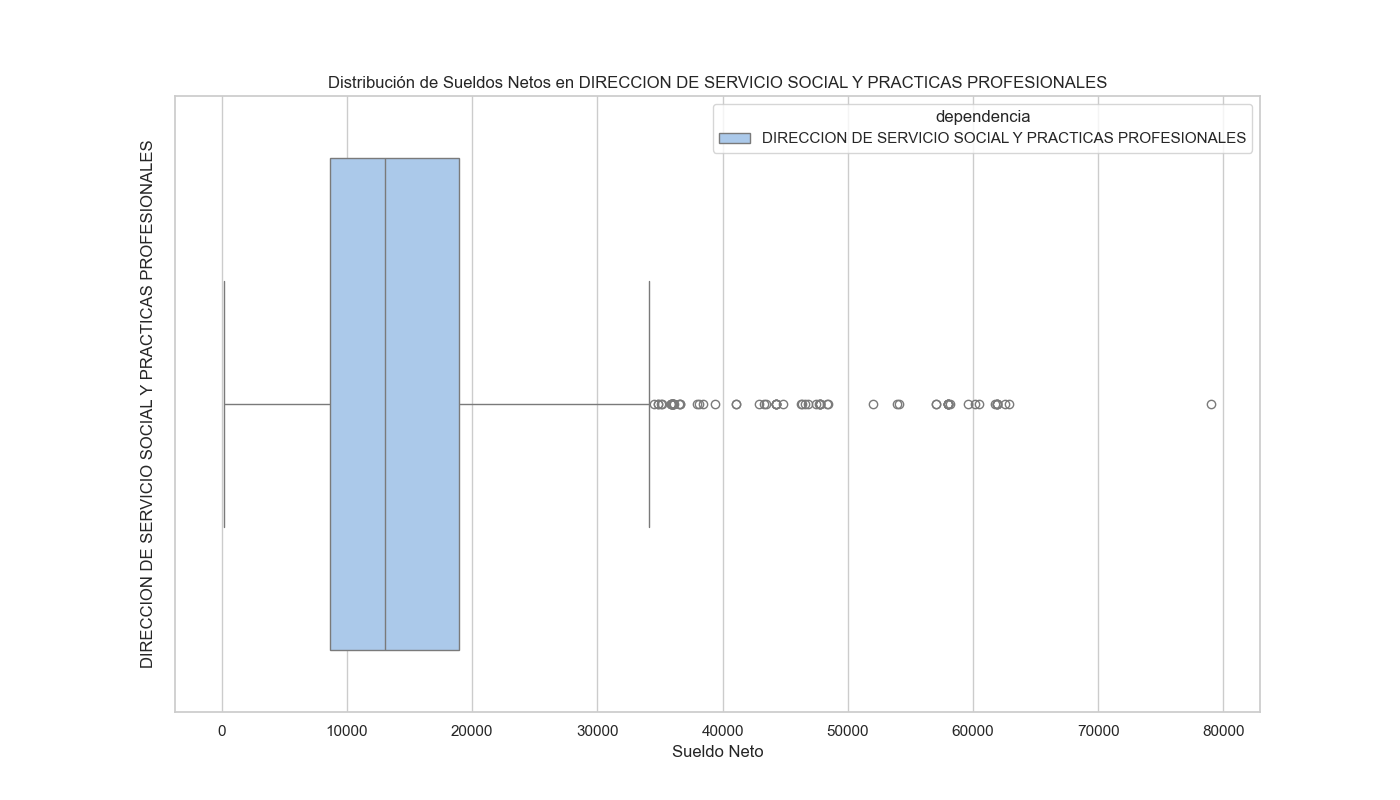 Distribución de Sueldos Netos en DIRECCION DE SERVICIO SOCIAL Y PRACTICAS PROFESIONALES
dependencia
DIRECCION DE SERVICIO SOCIAL Y PRACTICAS PROFESIONALES
DIRECCION DE SERVICIO SOCIAL Y PRACTICAS PROFESIONALES
0 10000 20000 30000 40000 50000 60000 70000 80000
Sueldo Neto